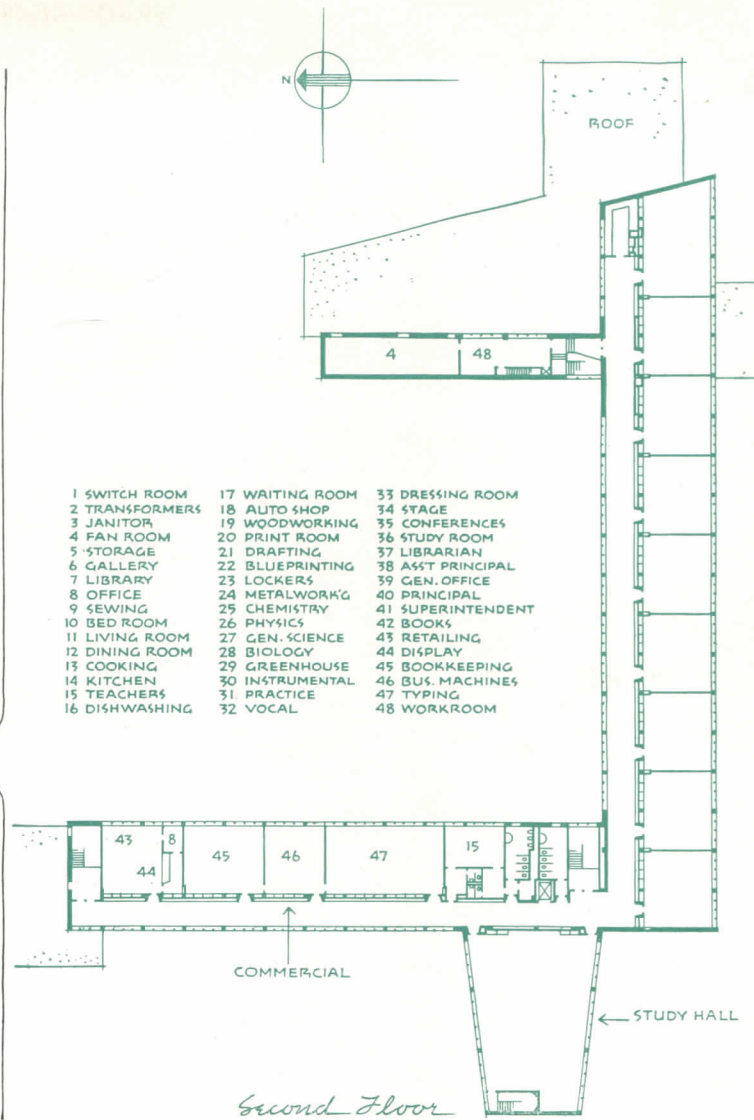 N
ROOF
4
48
1 SWITCH ROOM
2 TRANSFORMERS
3 JANITOR
4 FAN ROOM
5 STORAGE
6 GALLERY
7 LIBRARY
8 OFFICE
9 SEWING
10 BED ROOM
11 LIVING ROOM
12 DINING ROOM
13 COOKING
14 KITCHEN
15 TEACHERS
16 DISHWASHING
17 WAITING ROOM
18 AUTO SHOP
19 WOODWORKING
20 PRINT ROOM
21 DRAFTING
22 BLUEPRINTING
23 LOCKERS
24 METALWORK'G
25 CHEMISTRY
26 PHYSICS
27 GEN. SCIENCE
28 BIOLOGY
29 GREENHOUSE
30 INSTRUMENTAL
31 PRACTICE
32 VOCAL
33 DRESSING ROOM
34 STAGE
35 CONFERENCES
36 STUDY ROOM
37 LIBRARIAN
38 ASS'T PRINCIPAL
39 GEN. OFFICE
40 PRINCIPAL
41 SUPERINTENDENT
42 BOOKS
43 RETAILING
44 DISPLAY
45 BOOKKEEPING
46 BUS. MACHINES
47 TYPING
48 WORKROOM
43
8
44
45
46
47
15
COMMERCIAL
STUDY HALL
Second Floor